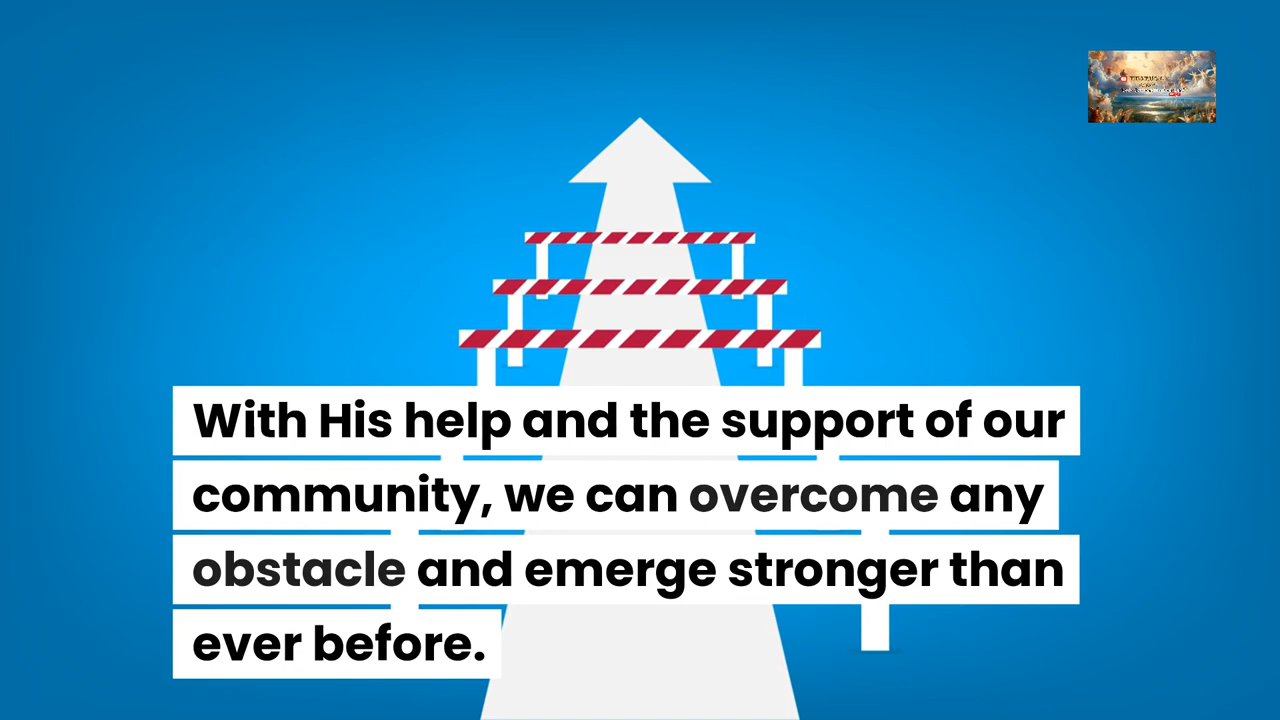 With His help and the support of our
community, we can overcome any
obstacle and emerge stronger than
ever before.